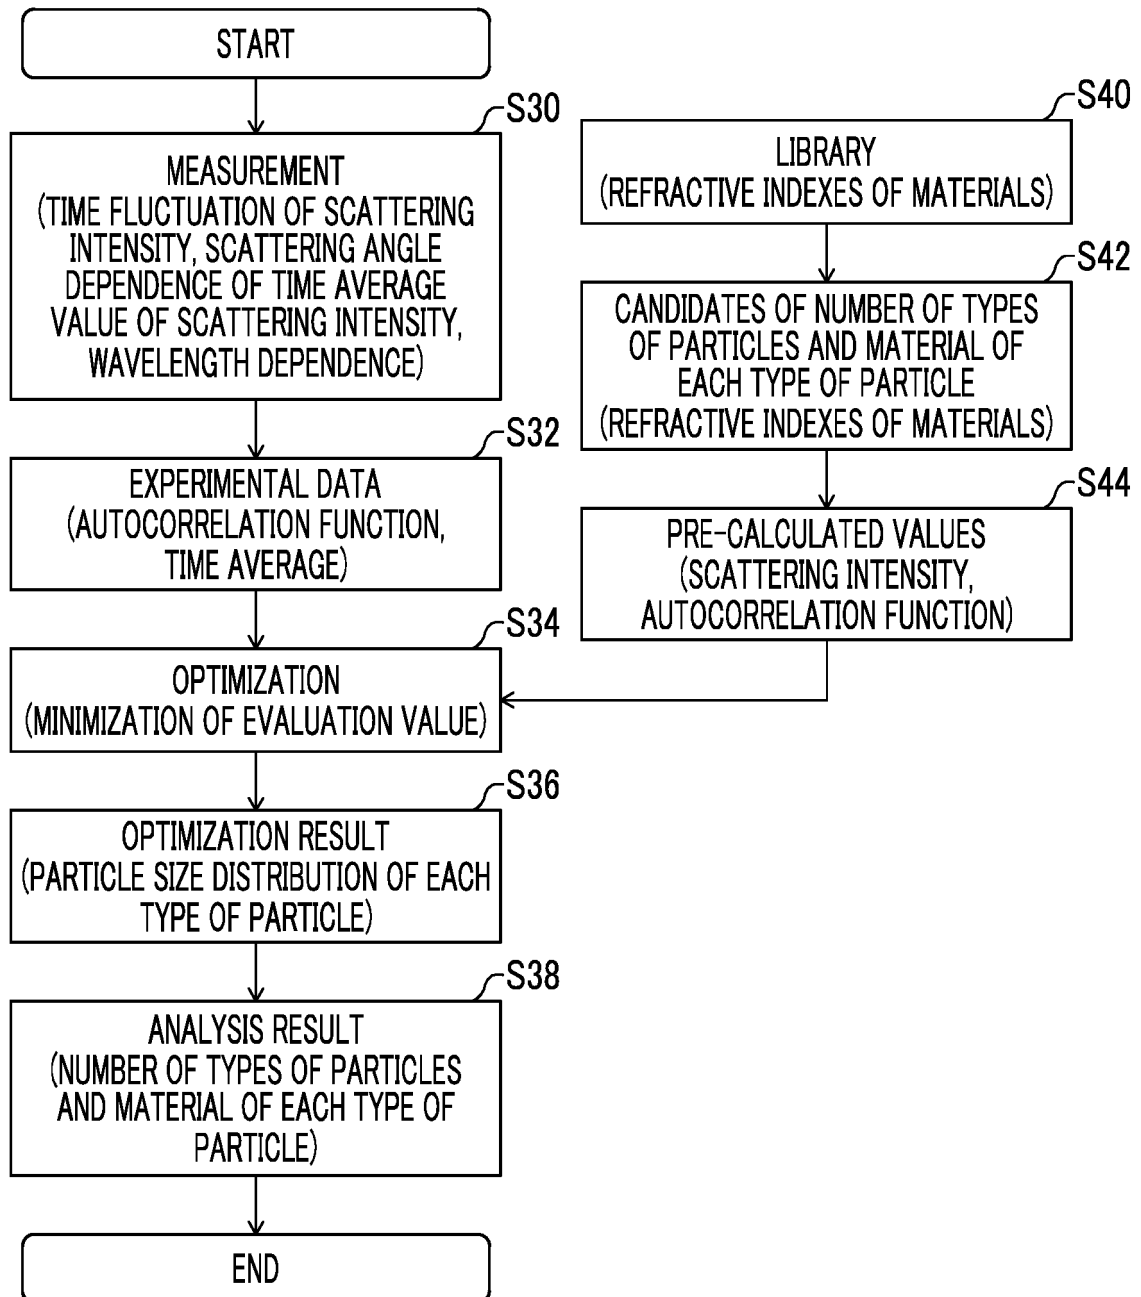 START
S30
MEASUREMENT
(TIME FLUCTUATION OF SCATTERING
INTENSITY, SCATTERING ANGLE
DEPENDENCE OF TIME AVERAGE
VALUE OF SCATTERING INTENSITY,
WAVELENGTH DEPENDENCE)
S32
EXPERIMENTAL DATA
(AUTOCORRELATION FUNCTION,
TIME AVERAGE)
S34
OPTIMIZATION
(MINIMIZATION OF EVALUATION VALUE)
S36
OPTIMIZATION RESULT
(PARTICLE SIZE DISTRIBUTION OF EACH
TYPE OF PARTICLE)
S38
ANALYSIS RESULT
(NUMBER OF TYPES OF PARTICLES
AND MATERIAL OF EACH TYPE OF
PARTICLE)
END
S40
LIBRARY
(REFRACTIVE INDEXES OF MATERIALS)
S42
CANDIDATES OF NUMBER OF TYPES
OF PARTICLES AND MATERIAL OF
EACH TYPE OF PARTICLE
(REFRACTIVE INDEXES OF MATERIALS)
S44
PRE-CALCULATED VALUES
(SCATTERING INTENSITY,
AUTOCORRELATION FUNCTION)